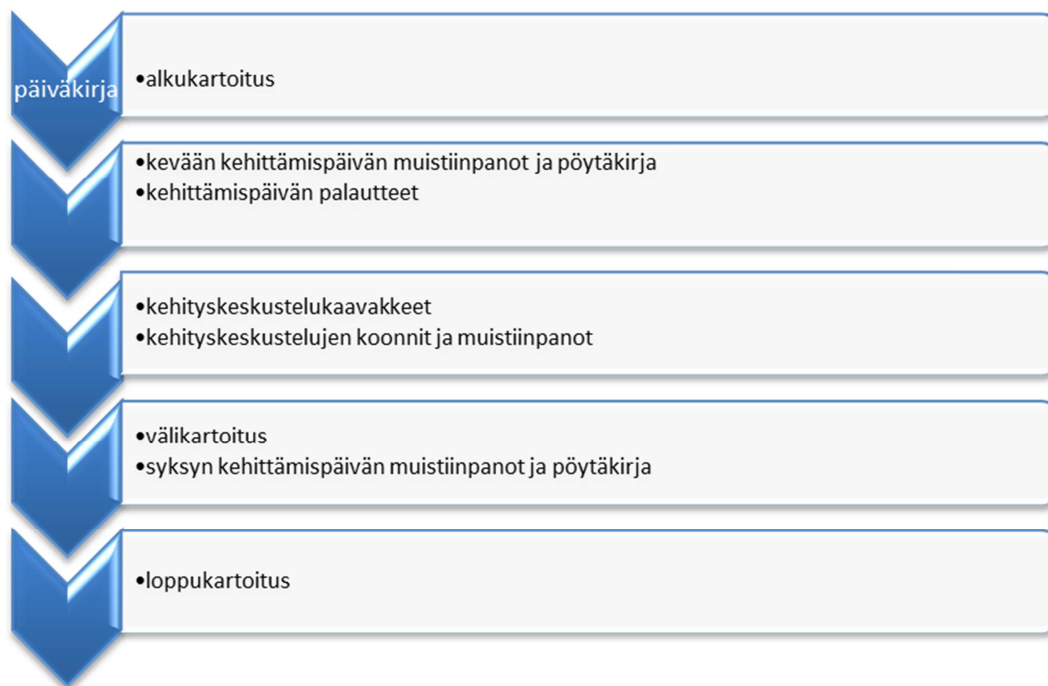 päiväkirja
•alkukartoitus
•kevään kehittämispäivän muistiinpanot ja pöytäkirja
•kehittämispäivän palautteet
•kehityskeskustelukaavakkeet
•kehityskeskustelujen koonnit ja muistiinpanot
•välikartoitus
•syksyn kehittämispäivän muistiinpanot ja pöytäkirja
•loppukartoitus